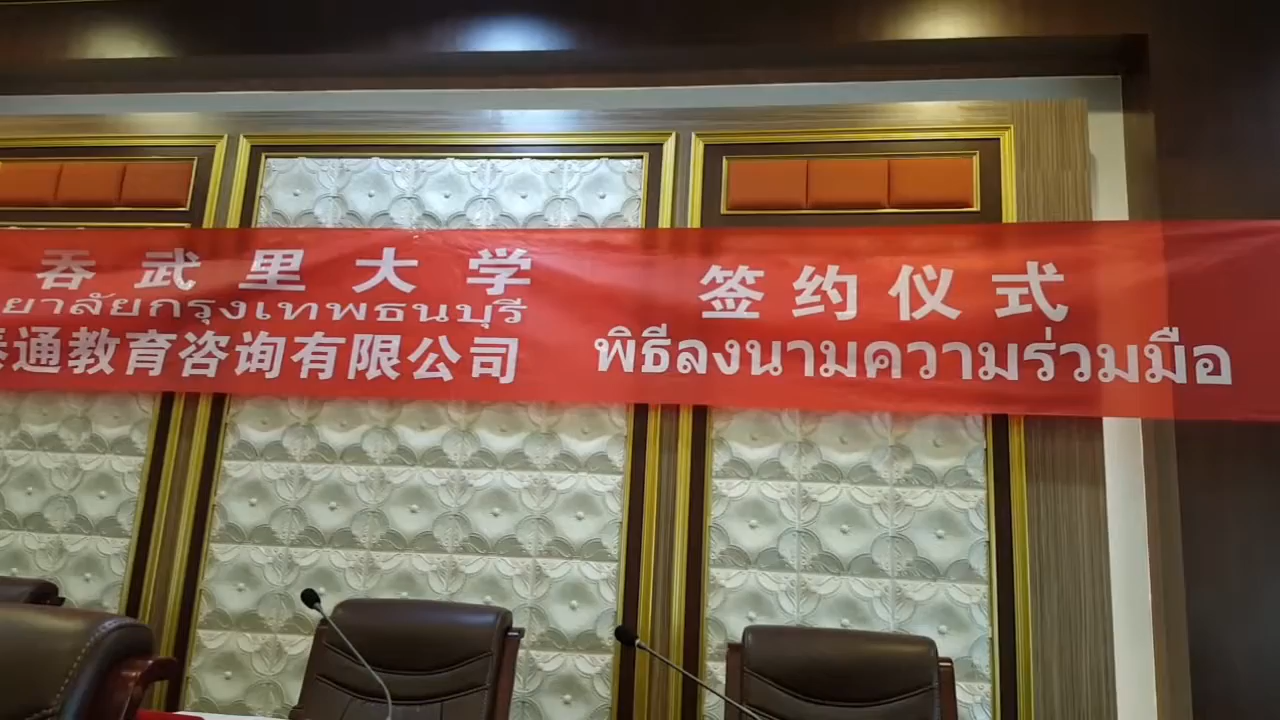 吞武里大学
ยาลัยกรุงเทพธนบุรี
泰通教育咨询有限公司
签约仪式
พิธีลงนามความร่วมมือ